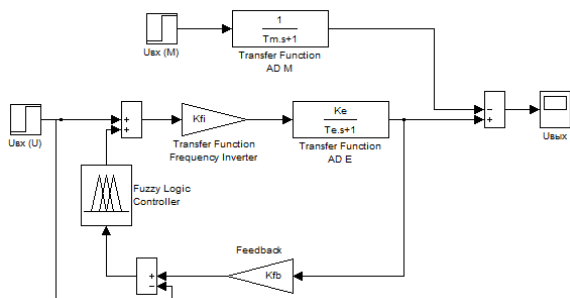 1
Tm.s+1
Uвх (M)
Transfer Function
AD M
Kfi
Ke
Te.s+1
Uвх (U)
Transfer Function
Frequency Inverter
Transfer Function
AD E
Uвых
Fuzzy Logic
Controller
Feedback
Kfb